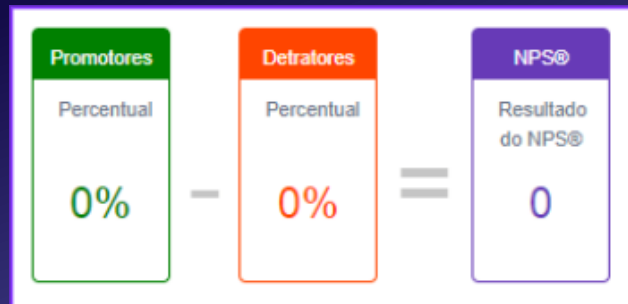 Promotores
Percentual
0%
-
Detratores
Percentual
0%
=
NPS®
Resultado
do NPS®
0